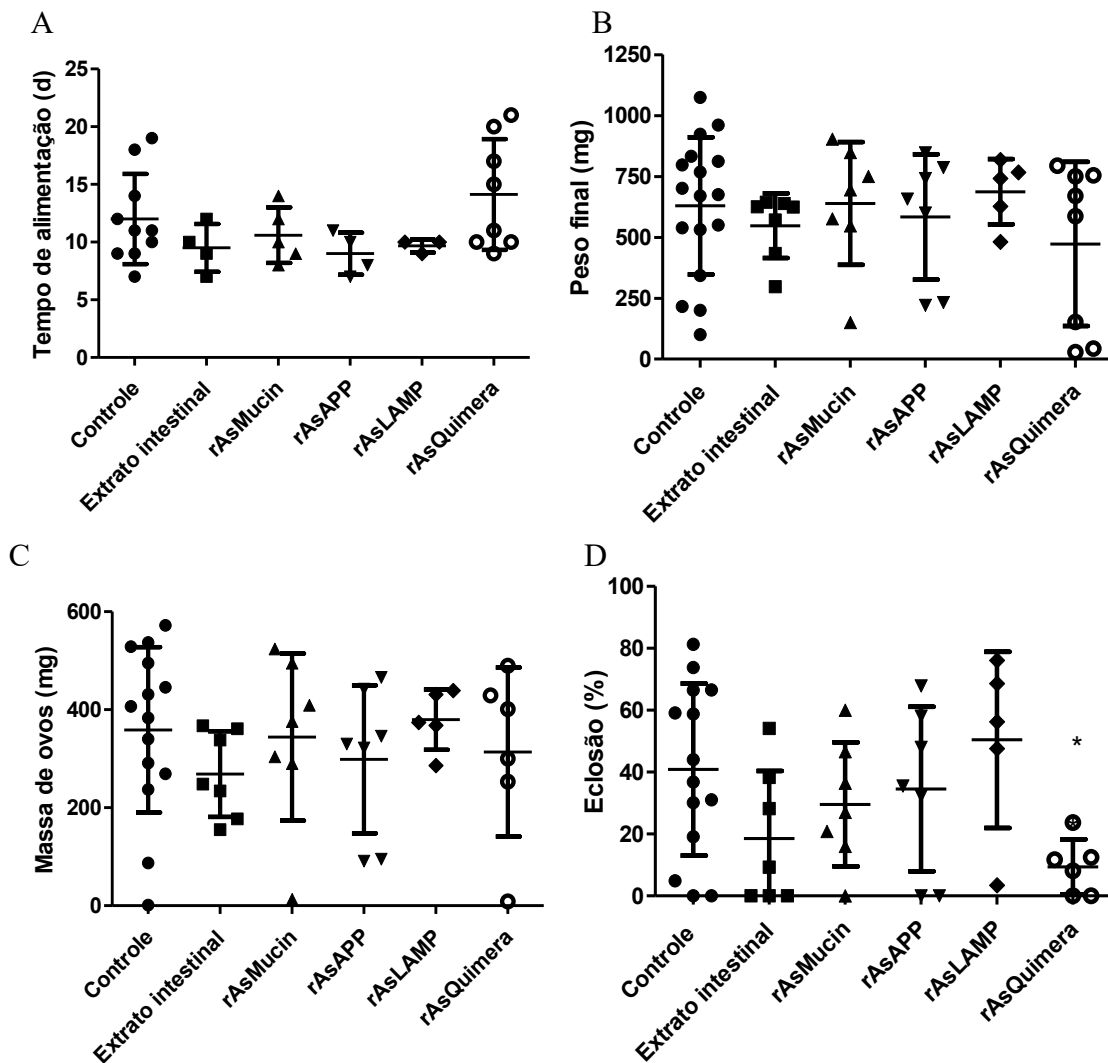 A
Tempo de alimentação (d)
25
20
15
10
5
0
Controle
Extrato intestinal
rAsMucin
rAsAPP
rAsLAMP
rAsQuimera
B
Peso final (mg)
1250
1000
750
500
250
0
Controle
Extrato intestinal
rAsMucin
rAsAPP
rAsLAMP
rAsQuimera
C
Massa de ovos (mg)
600
400
200
0
Controle
Extrato intestinal
rAsMucin
rAsAPP
rAsLAMP
rAsQuimera
D
Eclosão (%)
100
80
60
40
20
0
*
Controle
Extrato intestinal
rAsMucin
rAsAPP
rAsLAMP
rAsQuimera